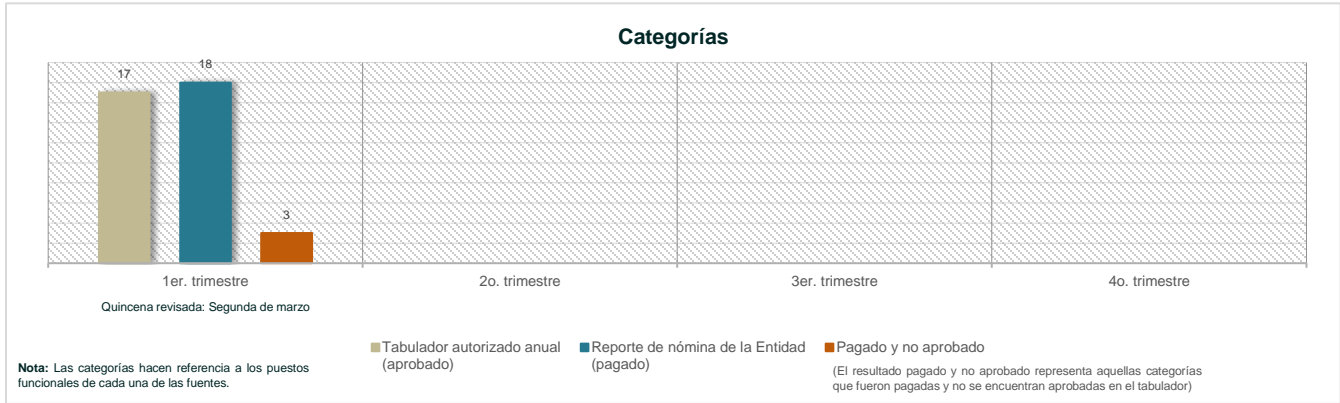 Categorías
17
18
3
1er. trimestre
2o. trimestre
3er. trimestre
4o. trimestre
Quincena revisada: Segunda de marzo
Tabulador autorizado anual
(aprobado)
Reporte de nómina de la Entidad
(pagado)
Pagado y no aprobado
(El resultado pagado y no aprobado representa aquellas categorías
que fueron pagadas y no se encuentran aprobadas en el tabulador)
Nota: Las categorías hacen referencia a los puestos
funcionales de cada una de las fuentes.